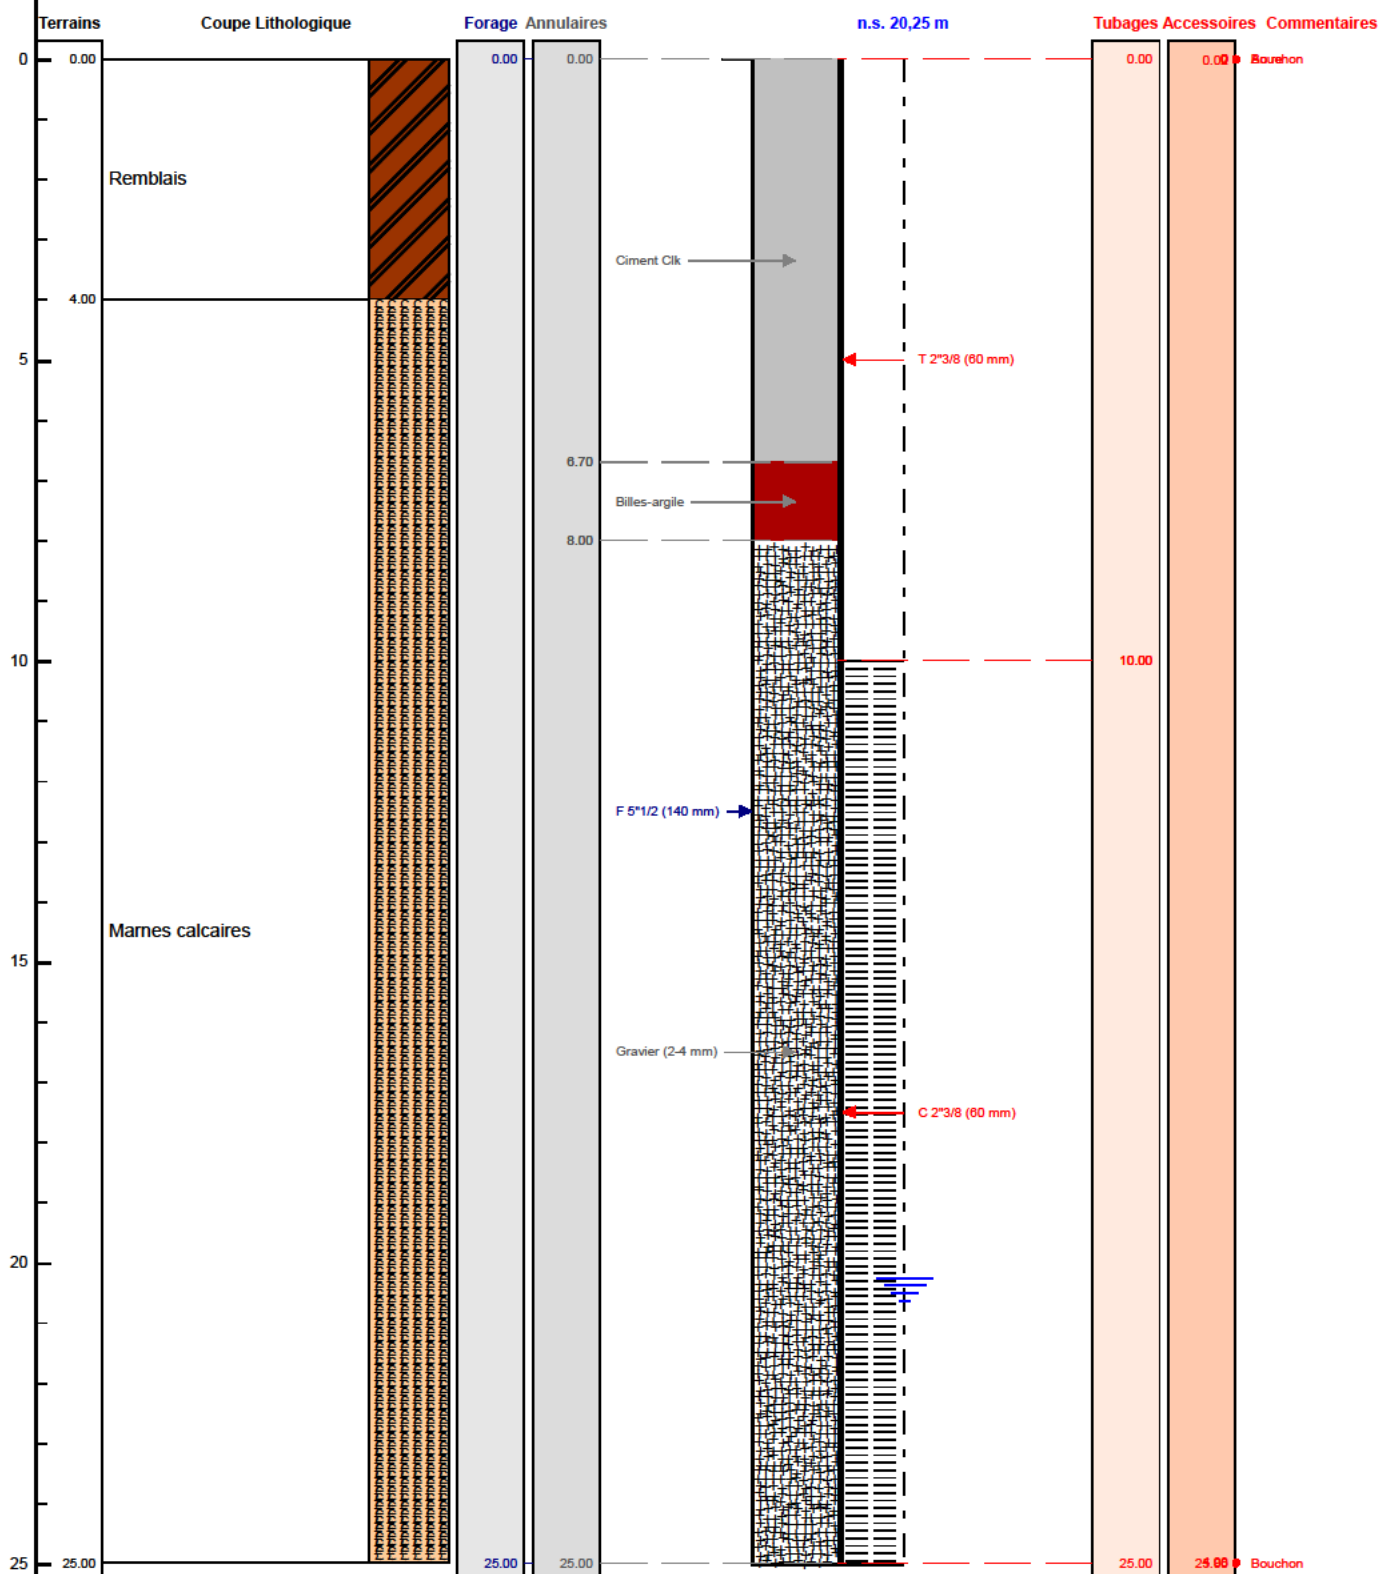 Terrains Coupe Lithologique Forage Annulaires n.s. 20,25 m Tubages Accessoires Commentaires
0 0.00 0.00 0.00 0.00 0.00
Remblais
Ciment Clk
4.00
5 T 2"3/8 (60 mm)
6.70
Billes-argile
8.00
10 10.00
F 5"1/2 (140 mm)
Marnes calcaires
15
Gravier (2-4 mm)
C 2"3/8 (60 mm)
20
25 25.00 25.00 25.00 25.00 Bouchon